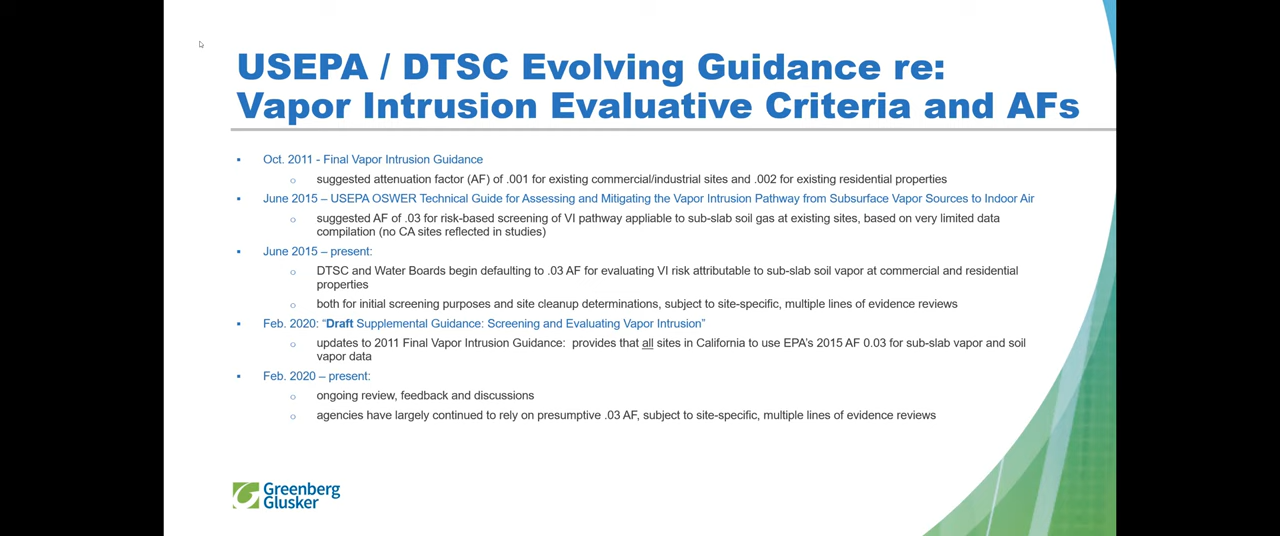 USEPA / DTSC Evolving Guidance re:
Vapor Intrusion Evaluative Criteria and AFs
▪ Oct. 2011 - Final Vapor Intrusion Guidance
o suggested attenuation factor (AF) of .001 for existing commercial/industrial sites and .002 for existing residential properties
▪ June 2015 – USEPA OSWER Technical Guide for Assessing and Mitigating the Vapor Intrusion Pathway from Subsurface Vapor Sources to Indoor Air
o suggested AF of .03 for risk-based screening of VI pathway appliable to sub-slab soil gas at existing sites, based on very limited data
compilation (no CA sites reflected in studies)
▪ June 2015 – present:
o DTSC and Water Boards begin defaulting to .03 AF for evaluating VI risk attributable to sub-slab soil vapor at commercial and residential
properties
o both for initial screening purposes and site cleanup determinations, subject to site-specific, multiple lines of evidence reviews
▪ Feb. 2020: “Draft Supplemental Guidance: Screening and Evaluating Vapor Intrusion”
o updates to 2011 Final Vapor Intrusion Guidance: provides that all sites in California to use EPA’s 2015 AF 0.03 for sub-slab vapor and soil
vapor data
▪ Feb. 2020 – present:
o ongoing review, feedback and discussions
o agencies have largely continued to rely on presumptive .03 AF, subject to site-specific, multiple lines of evidence reviews
Greenberg
Glusker